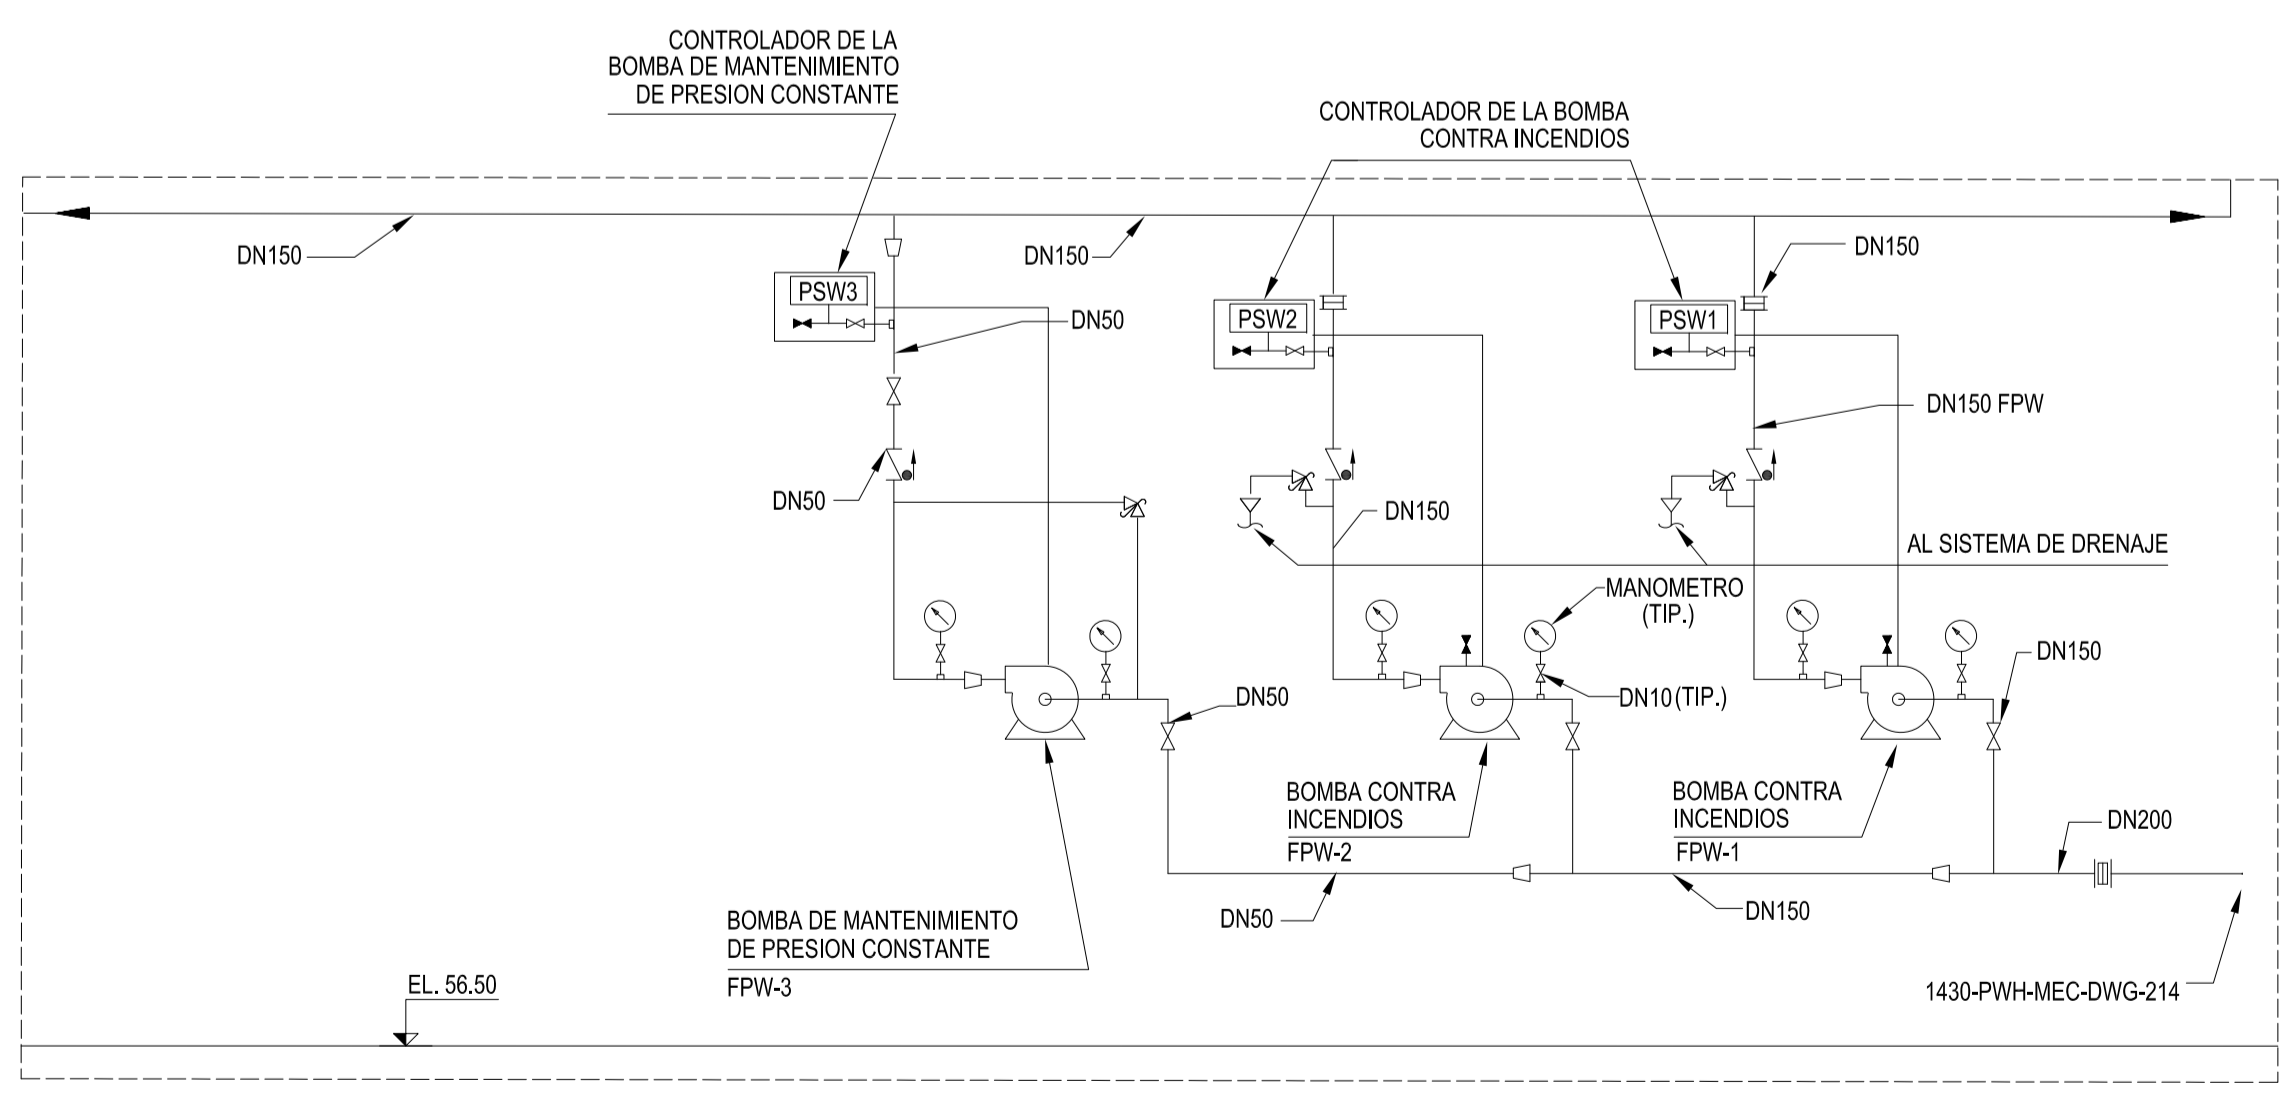 CONTROLADOR DE LA
BOMBA DE MANTENIMIENTO
DE PRESION CONSTANTE
CONTROLADOR DE LA BOMBA
CONTRA INCENDIOS
DN150
DN150
DN150
PSW3
PSW2
PSW1
DN50
DN150 FPW
DN50
DN150
AL SISTEMA DE DRENAJE
MANOMETRO
(TIP.)
DN150
DN50
DN10 (TIP.)
BOMBA CONTRA
INCENDIOS
FPW-2
BOMBA CONTRA
INCENDIOS
FPW-1
DN200
DN50
DN150
BOMBA DE MANTENIMIENTO
DE PRESION CONSTANTE
FPW-3
EL. 56.50
1430-PWH-MEC-DWG-214